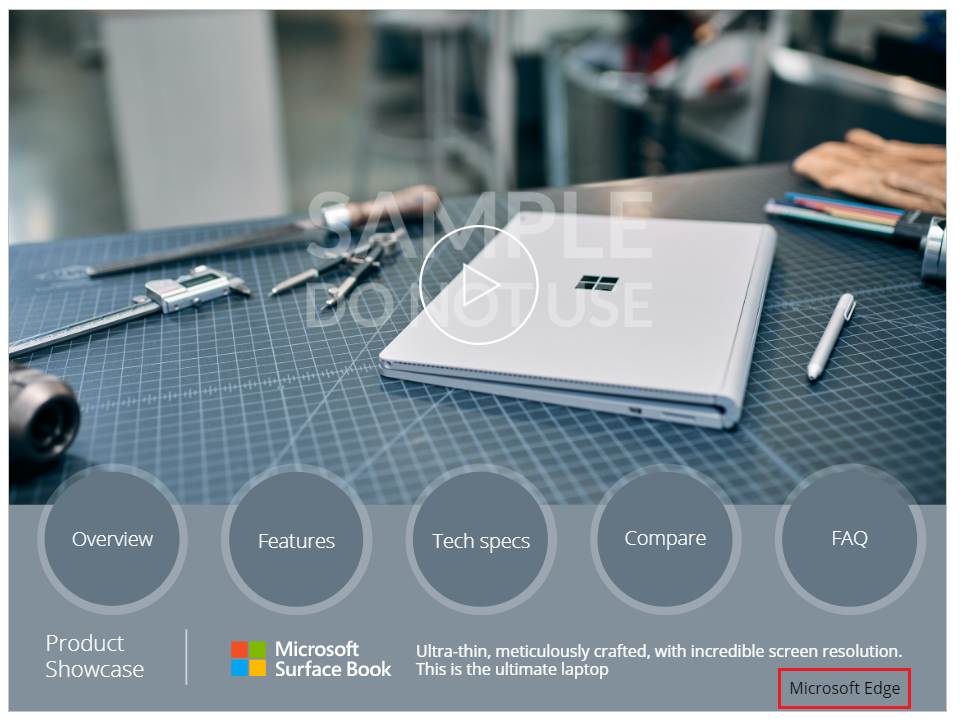 SAMPLE
DO NOT USE
Overview
Features
Tech specs
Compare
FAQ
Product
Showcase
Microsoft
Surface Book
Ultra-thin, meticulously crafted, with incredible screen resolution.
This is the ultimate laptop
Microsoft Edge